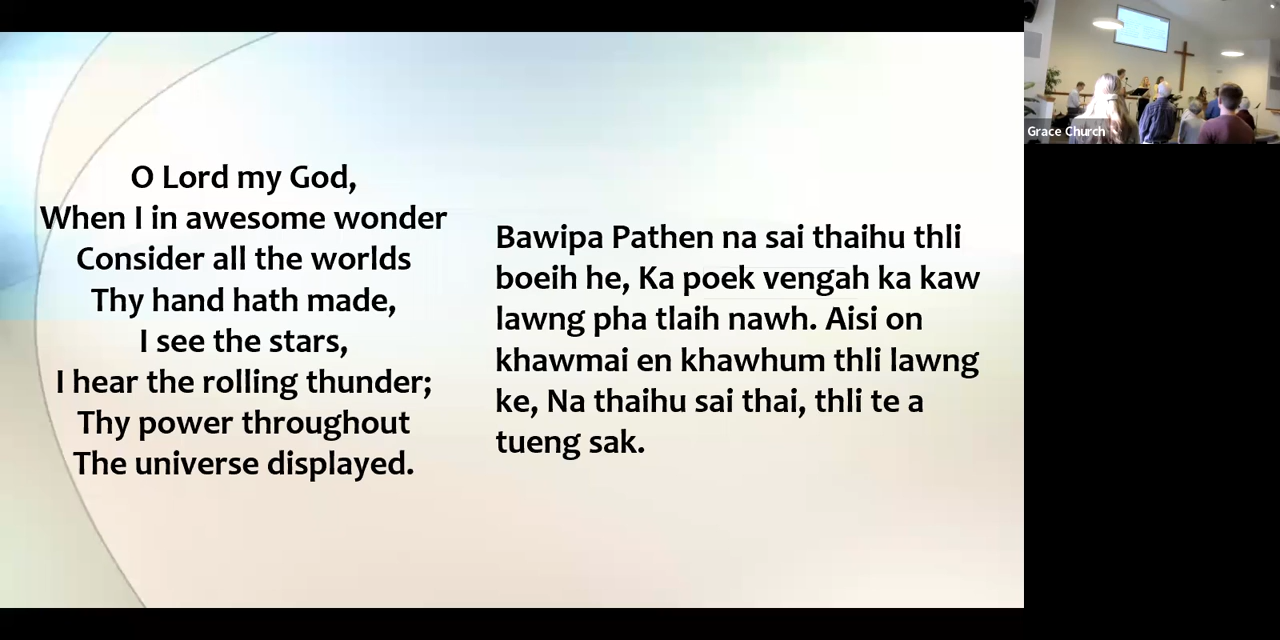 O Lord my God,
When I in awesome wonder
Consider all the worlds
Thy hand hath made,
I see the stars,
I hear the rolling thunder;
Thy power throughout
The universe displayed.
Bawipa Pathen na sai thaihu thli
boeih he, Ka poek vengah ka kaw
lawng pha tlaih nawh. Aisi on
khawmai en khawhum thli lawng
ke, Na thaihu sai thai, thli te a
tueng sak.
Grace Church